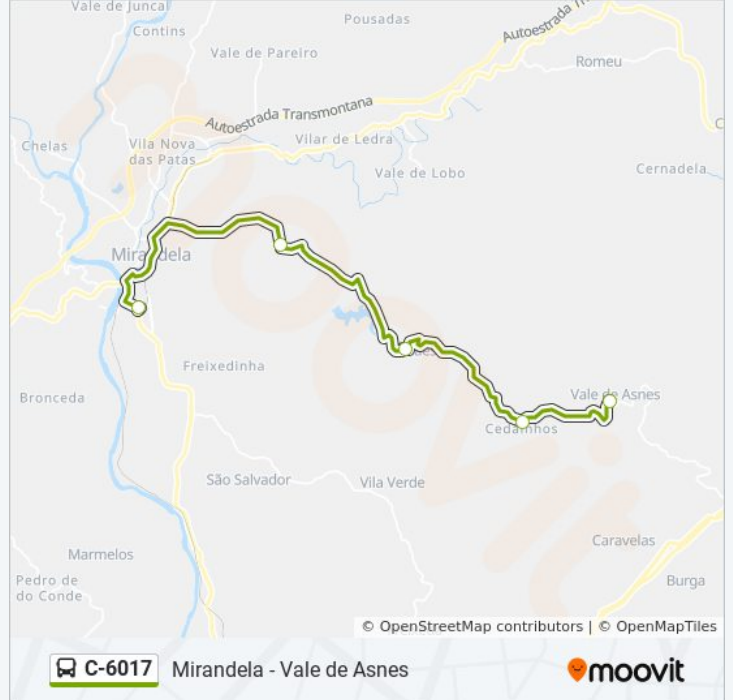 Vale de Juncal
Contins
Pousadas
Vale de Pareiro
Autoestrada Transmont
Romeu
Autoestrada Transmontana
Chelas
Vila Nova
das Patas
Vilar de Ledra
Vale de Lobo
Cernadela
Mirandela
Freixedinha
Bronceda
Vale de Asnes
Cedainhos
São Salvador
Vila Verde
Caravelas
Marmelos
Pedro de
do Conde
Burga
© OpenStreetMap contributors | © OpenMapTiles
C-6017 Mirandela - Vale de Asnes
moovit